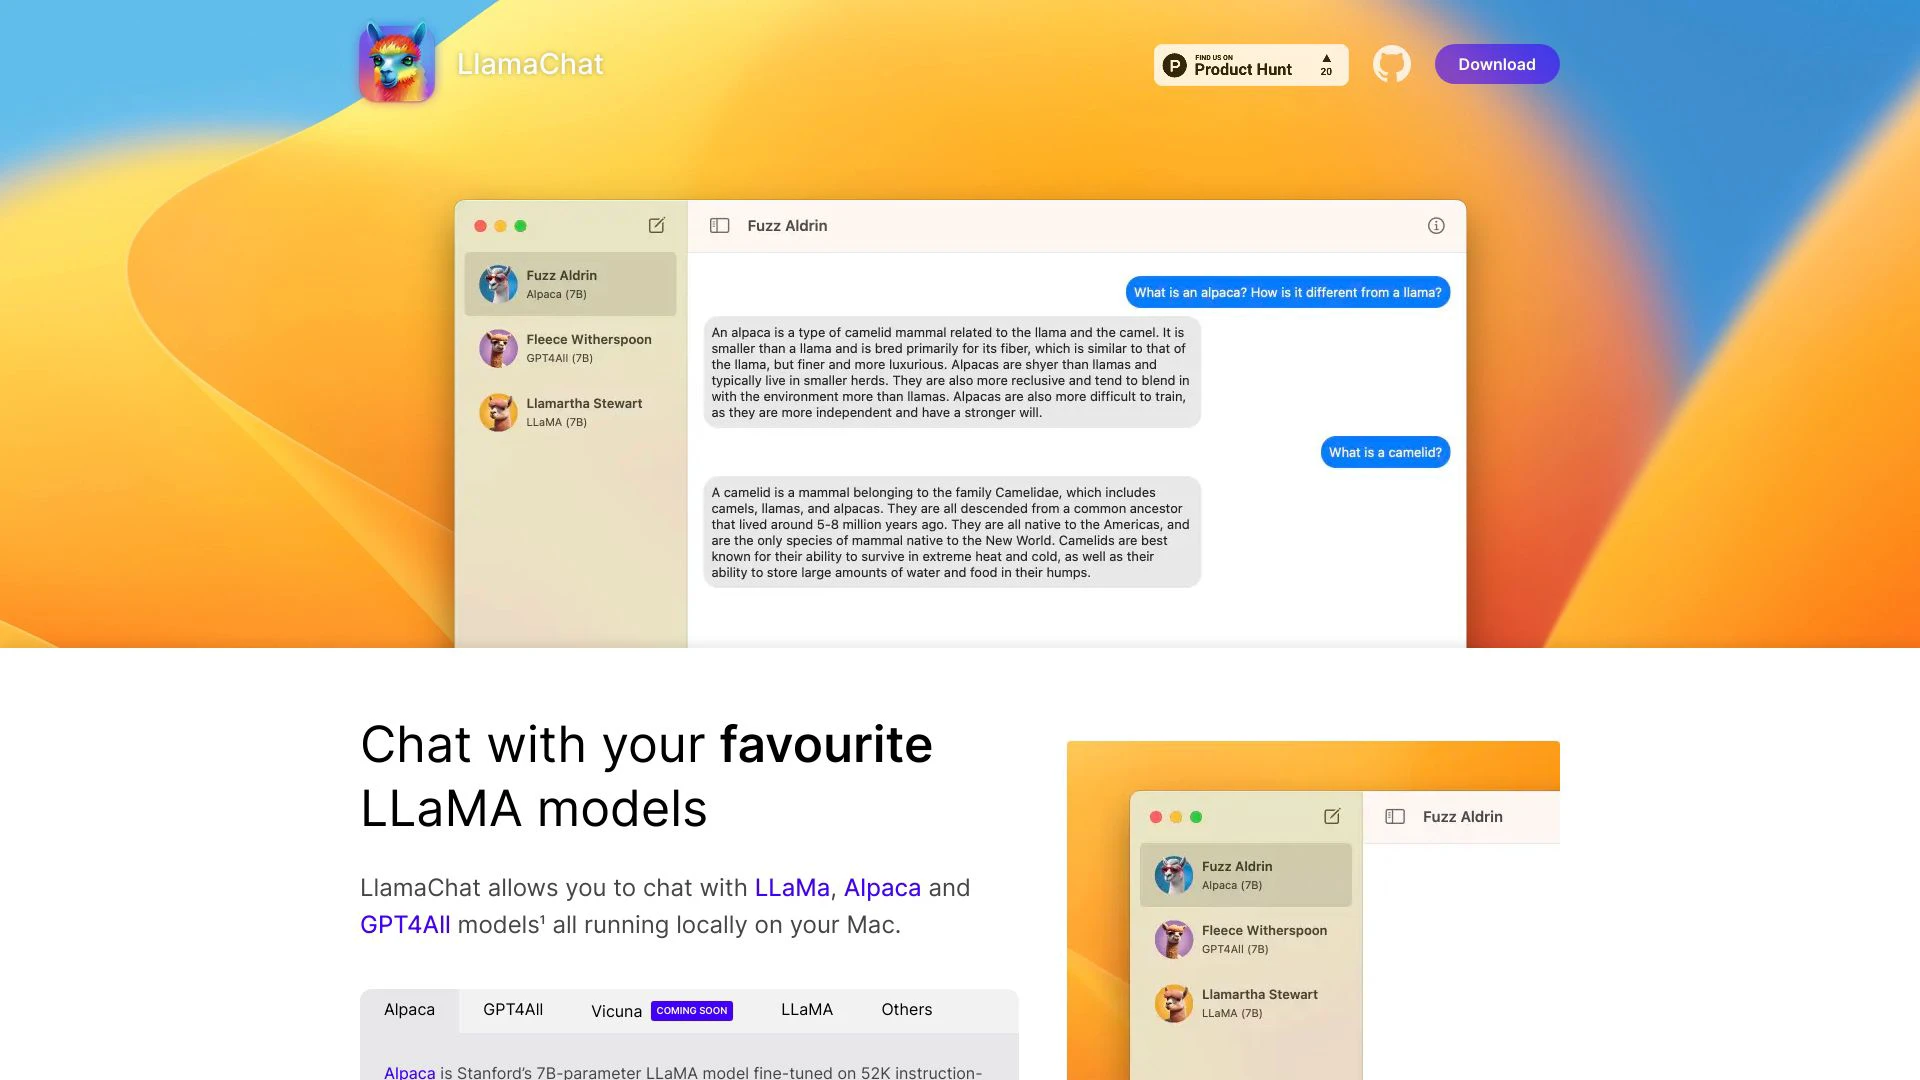 LlamaChat
FIND US ON
Product Hunt
20
Download
Fuzz Aldrin
Fuzz Aldrin
Alpaca (7B)
Fleece Witherspoon
GPT4All (7B)
Llamartha Stewart
LLaMA (7B)
What is an alpaca? How is it different from a llama?
An alpaca is a type of camelid mammal related to the llama and the camel. It is
smaller than a llama and is bred primarily for its fiber, which is similar to that of
the llama, but finer and more luxurious. Alpacas are shyer than llamas and
typically live in smaller herds. They are also more reclusive and tend to blend in
with the environment more than llamas. Alpacas are also more difficult to train,
as they are more independent and have a stronger will.
What is a camelid?
A camelid is a mammal belonging to the family Camelidae, which includes
camels, llamas, and alpacas. They are all descended from a common ancestor
that lived around 5-8 million years ago. They are all native to the Americas, and
are the only species of mammal native to the New World. Camelids are best
known for their ability to survive in extreme heat and cold, as well as their
ability to store large amounts of water and food in their humps.
Chat with your favourite
LLaMA models
LlamaChat allows you to chat with LLaMa, Alpaca and
GPT4All models¹ all running locally on your Mac.
Alpaca GPT4All Vicuna COMING SOON LLaMA Others
Alpaca is Stanford’s 7B-parameter LLaMA model fine-tuned on 52K instruction-
Fuzz Aldrin
Fuzz Aldrin
Alpaca (7B)
Fleece Witherspoon
GPT4All (7B)
Llamartha Stewart
LLaMA (7B)